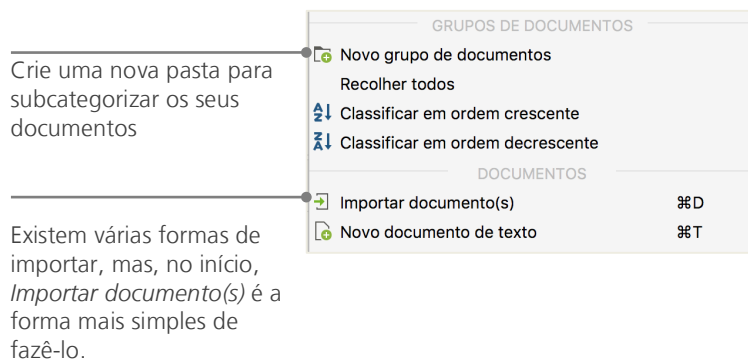 GRUPOS DE DOCUMENTOS
Novo grupo de documentos
Recolher todos
Classificar em ordem crescente
Classificar em ordem decrescente
DOCUMENTOS
Importar documento(s) ⌘D
Novo documento de texto ⌘T
Crie uma nova pasta para
subcategorizar os seus
documentos
Existem várias formas de
importar, mas, no início,
Importar documento(s) é a
forma mais simples de
fazê-lo.